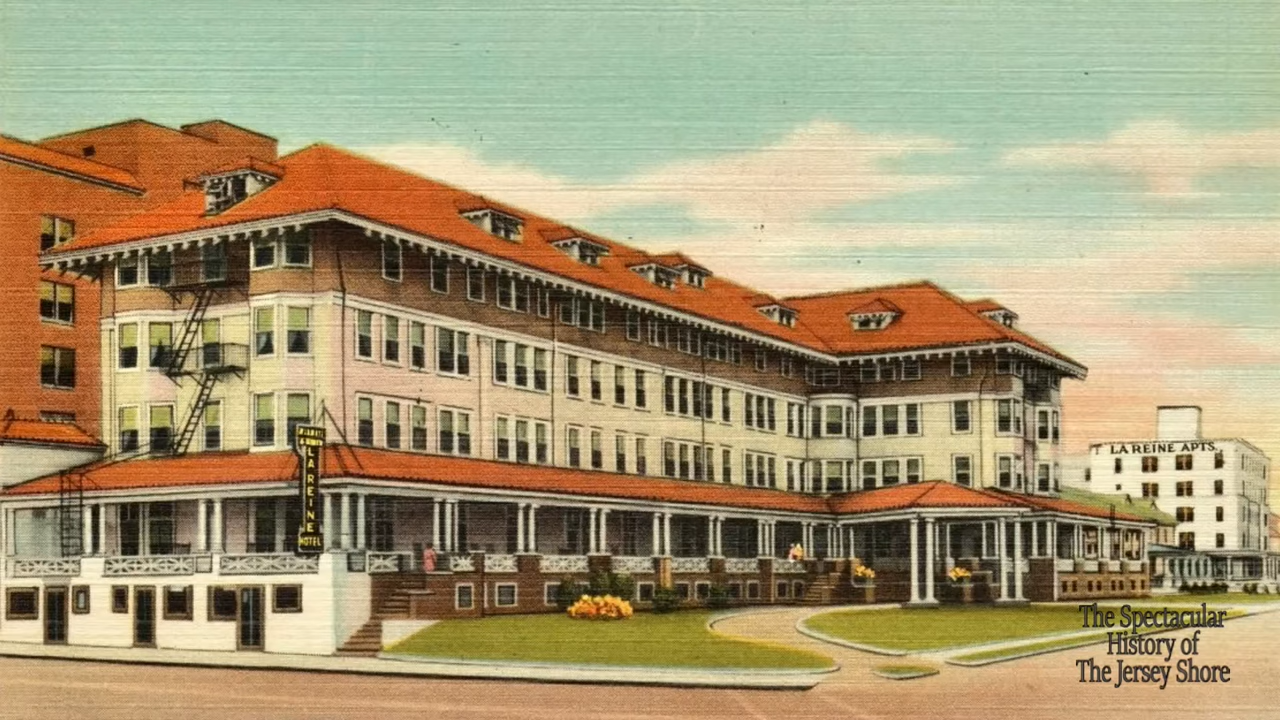 LA REINE
HOTEL
LA REINE APTS.
The Spectacular
History of
The Jersey Shore